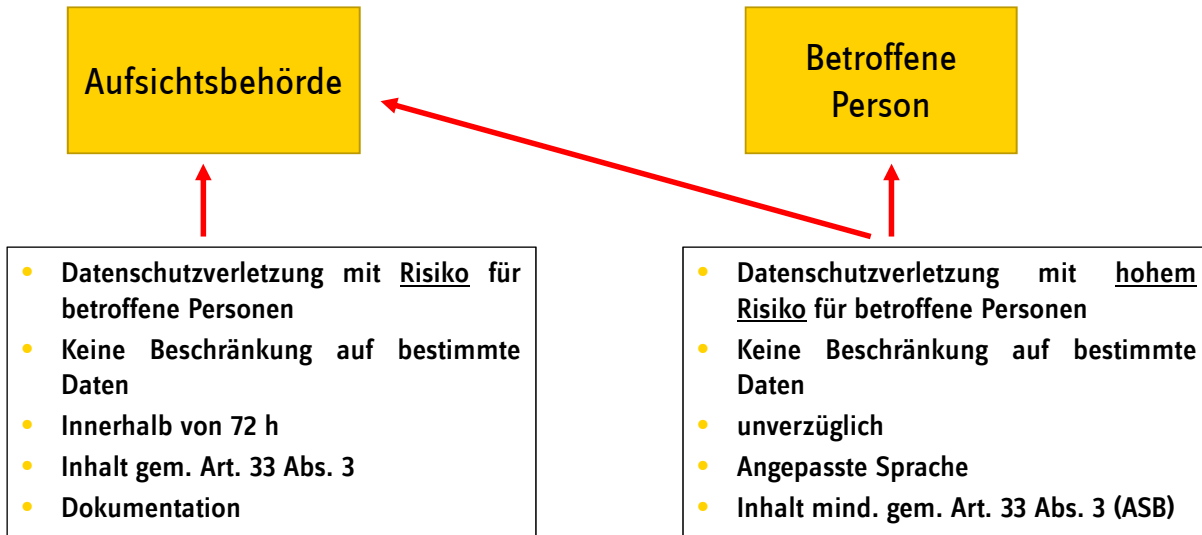 Aufsichtsbehörde
Betroffene
Person
• Datenschutzverletzung mit Risiko für
betroffene Personen
• Keine Beschränkung auf bestimmte
Daten
• Innerhalb von 72 h
• Inhalt gem. Art. 33 Abs. 3
• Dokumentation
• Datenschutzverletzung mit hohem
Risiko für betroffene Personen
• Keine Beschränkung auf bestimmte
Daten
• unverzüglich
• Angepasste Sprache
• Inhalt mind. gem. Art. 33 Abs. 3 (ASB)